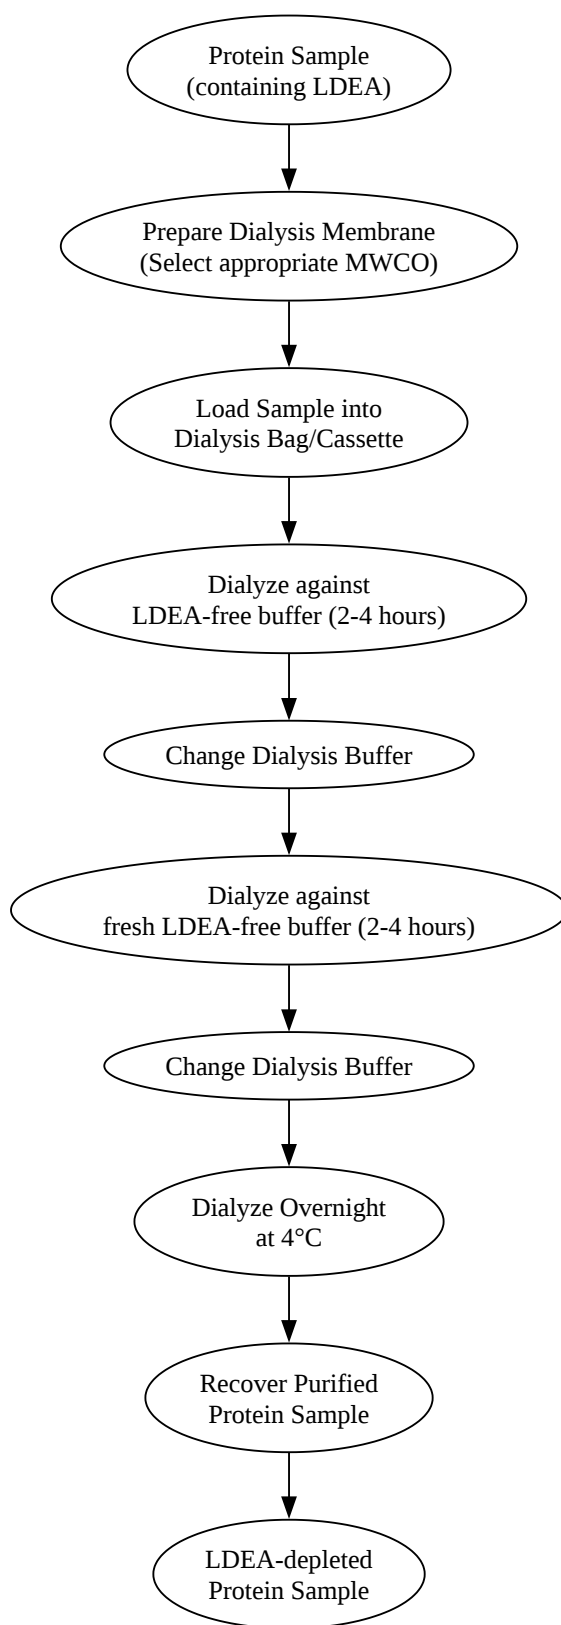 Protein Sample
(containing LDEA)
Prepare Dialysis Membrane
(Select appropriate MWCO)
Load Sample into
Dialysis Bag/Cassette
Dialyze against
LDEA-free buffer (2-4 hours)
Change Dialysis Buffer
Dialyze against
fresh LDEA-free buffer (2-4 hours)
Change Dialysis Buffer
Dialyze Overnight
at 4°C
Recover Purified
Protein Sample
LDEA-depleted
Protein Sample